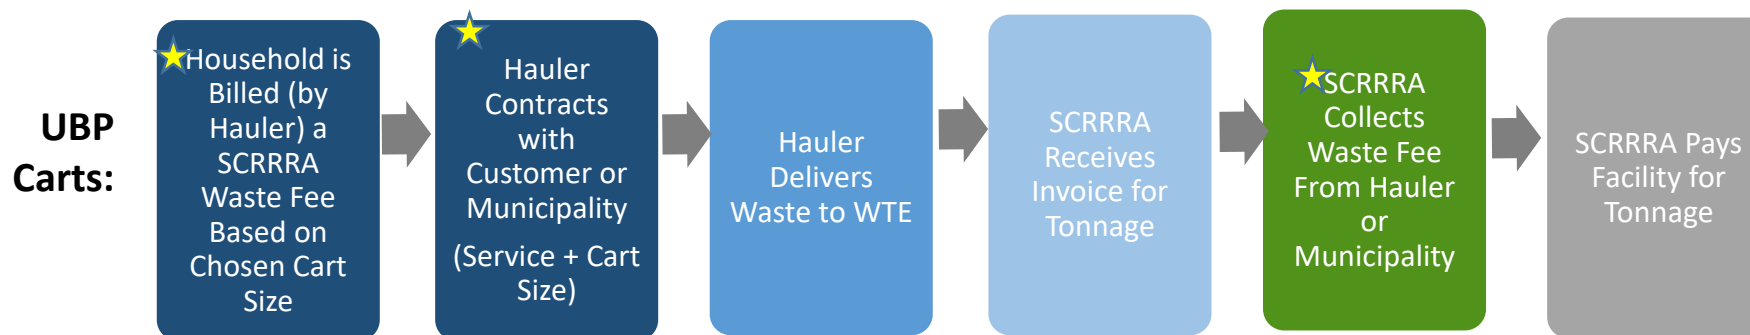 UBP
Carts:
Household is
Billed (by
Hauler) a
SCRRRA
Waste Fee
Based on
Chosen Cart
Size
Hauler
Contracts
with
Customer or
Municipality
(Service + Cart
Size)
Hauler
Delivers
Waste to WTE
SCRRRA
Receives
Invoice for
Tonnage
SCRRRA
Collects
Waste Fee
From Hauler
or
Municipality
SCRRRA Pays
Facility for
Tonnage